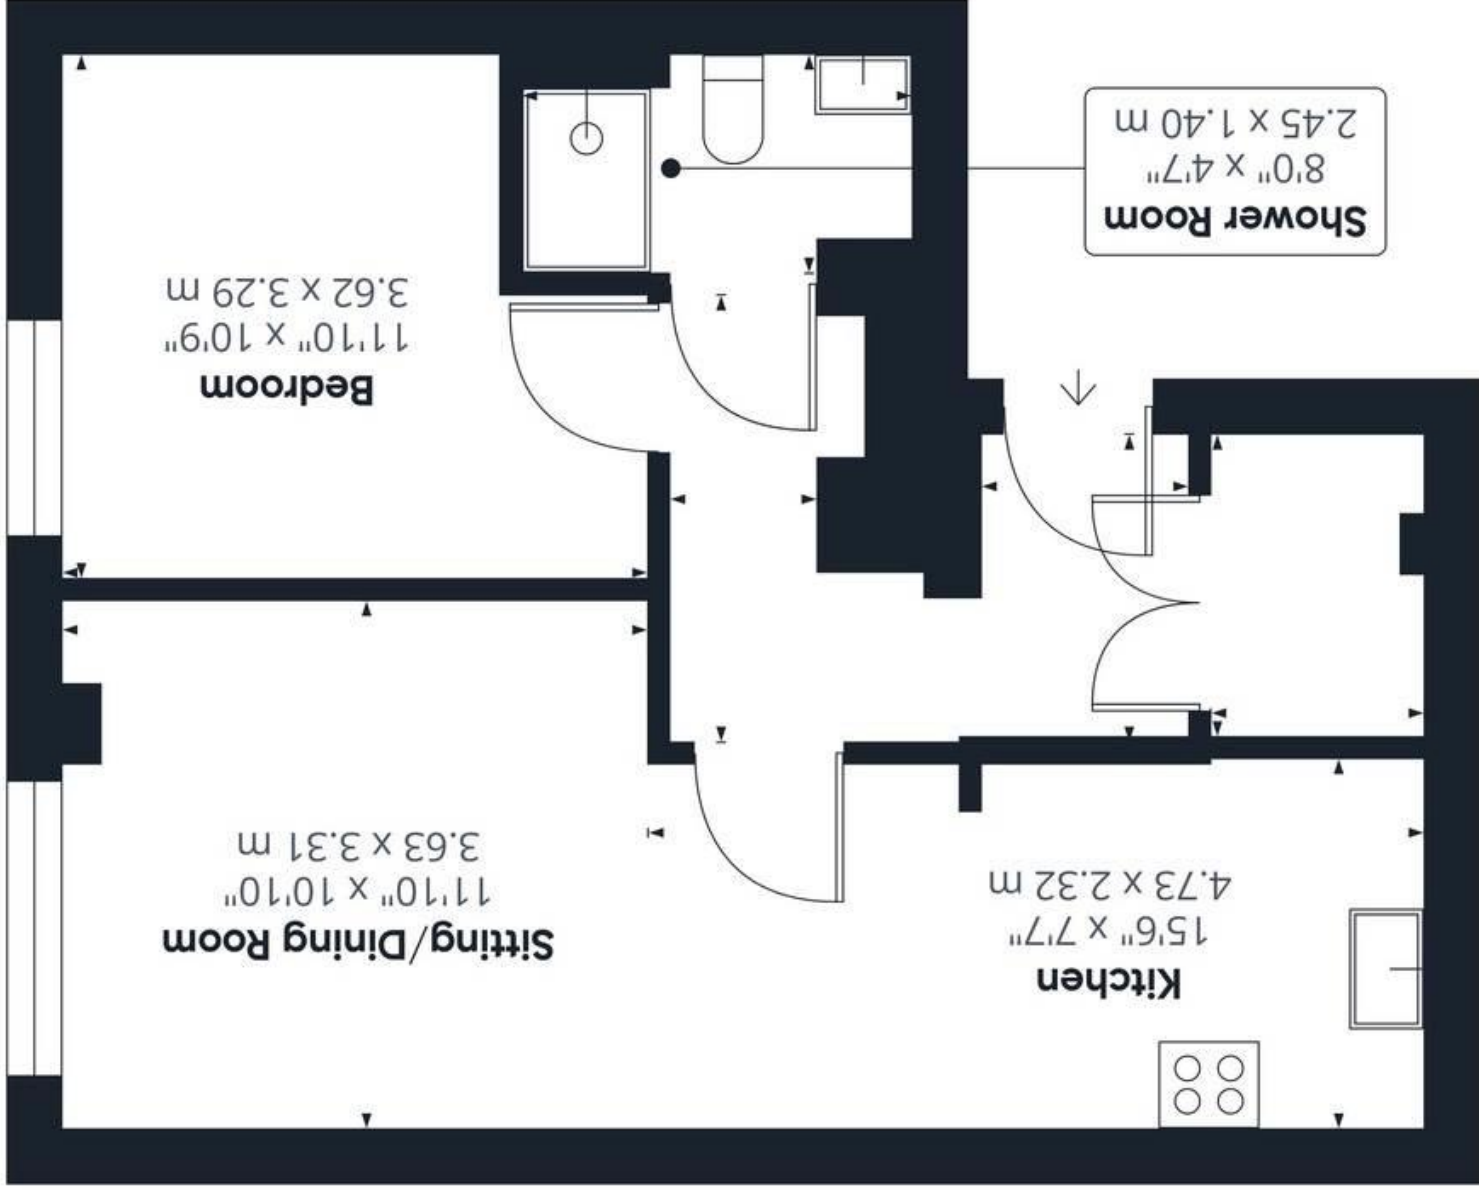 Kitchen
15'6" x 7'7"
4.73 x 2.32 m
Sitting/Dining Room
11'10" x 10'10"
3.63 x 3.31 m
Bedroom
11'10" x 10'9"
3.62 x 3.29 m
Shower Room
8'0" x 4'7"
2.45 x 1.40 m